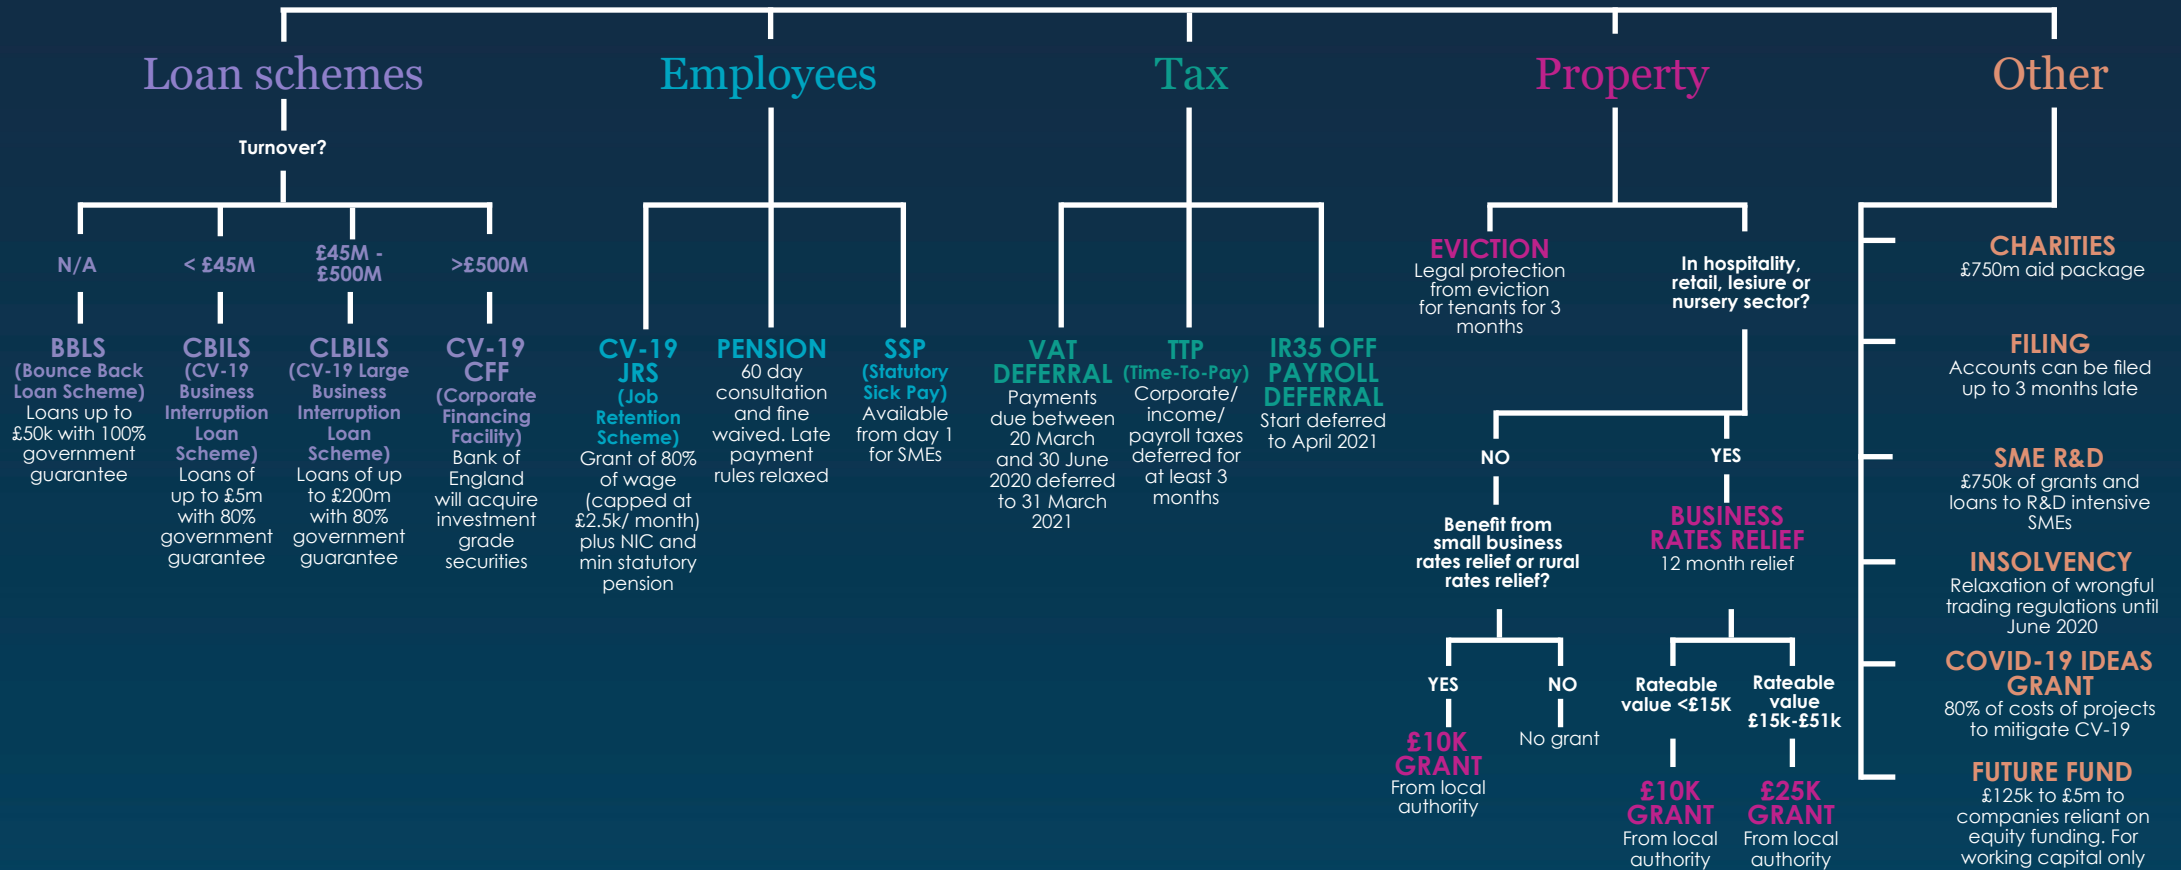 Loan schemes
Turnover?
N/A
BBLS
(Bounce Back
Loan Scheme)
Loans up to
£50k with 100%
government
guarantee
< £45M
CBILS
(CV-19
Business
Interruption
Loan
Scheme)
Loans of
up to £5m
with 80%
government
guarantee
£45M -
£500M
CLBILS
(CV-19 Large
Business
Interruption
Loan
Scheme)
Loans of up
to £200m
with 80%
government
guarantee
>£500M
CV-19
CFF
(Corporate
Financing
Facility)
Bank of
England
will acquire
investment
grade
securities
Employees
CV-19
JRS
(Job
Retention
Scheme)
Grant of 80%
of wage
(capped at
£2.5k/ month)
plus NIC and
min statutory
pension
PENSION
60 day
consultation
and fine
waived. Late
payment
rules relaxed
SSP
(Statutory
Sick Pay)
Available
from day 1
for SMEs
Tax
VAT
DEFERRAL
Payments
due between
20 March
and 30 June
2020 deferred
to 31 March
2021
TTP
(Time-To-Pay)
Corporate/
income/
payroll taxes
deferred for
at least 3
months
IR35 OFF
PAYROLL
DEFERRAL
Start deferred
to April 2021
Property
EVICTION
Legal protection
from eviction
for tenants for 3
months
In hospitality,
retail, lesiure or
nursery sector?
NO
Benefit from
small business
rates relief or rural
rates relief?
YES
£10K
GRANT
From local
authority
NO
No grant
YES
BUSINESS
RATES RELIEF
12 month relief
Rateable
value <£15K
£10K
GRANT
From local
authority
Rateable
value
£15k-£51k
£25K
GRANT
From local
authority
Other
CHARITIES
£750m aid package
FILING
Accounts can be filed
up to 3 months late
SME R&D
£750k of grants and
loans to R&D intensive
SMEs
INSOLVENCY
Relaxation of wrongful
trading regulations until
June 2020
COVID-19 IDEAS
GRANT
80% of costs of projects
to mitigate CV-19
FUTURE FUND
£125k to £5m to
companies reliant on
equity funding. For
working capital only